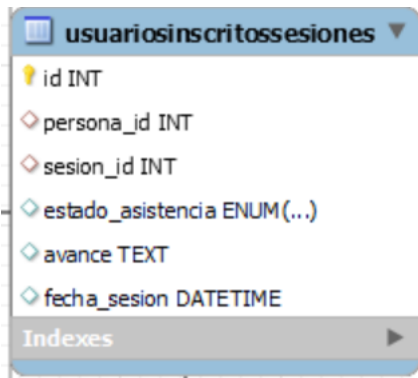 usuariosinscritossesiones
id INT
persona_id INT
sesion_id INT
estado_asistencia ENUM(...)
avance TEXT
fecha_sesion DATETIME
Indexes